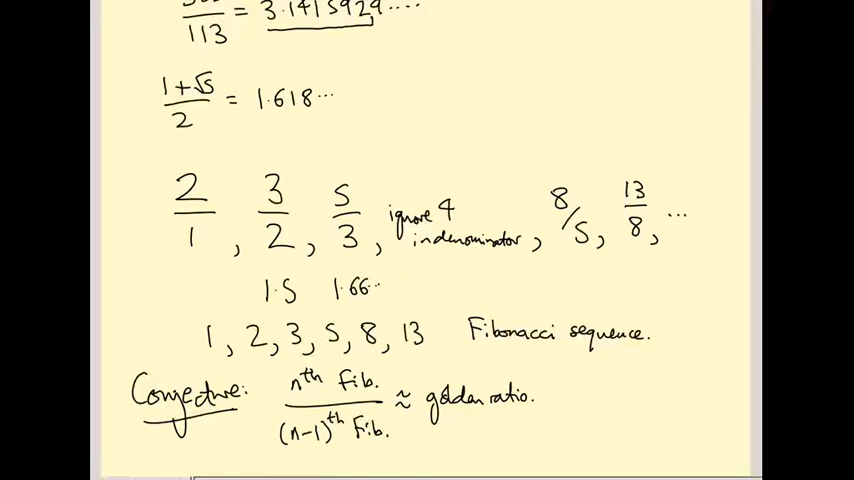 113 = 3.1415929....
(1+√5)/2 = 1.618...
2/1, 3/2, 5/3, ignore 4 in denominator, 8/5, 13/8, ...
1.5 1.66..
1, 2, 3, 5, 8, 13 Fibonacci sequence.
Conjecture: nth Fib. / (n-1)th Fib. ≈ golden ratio.